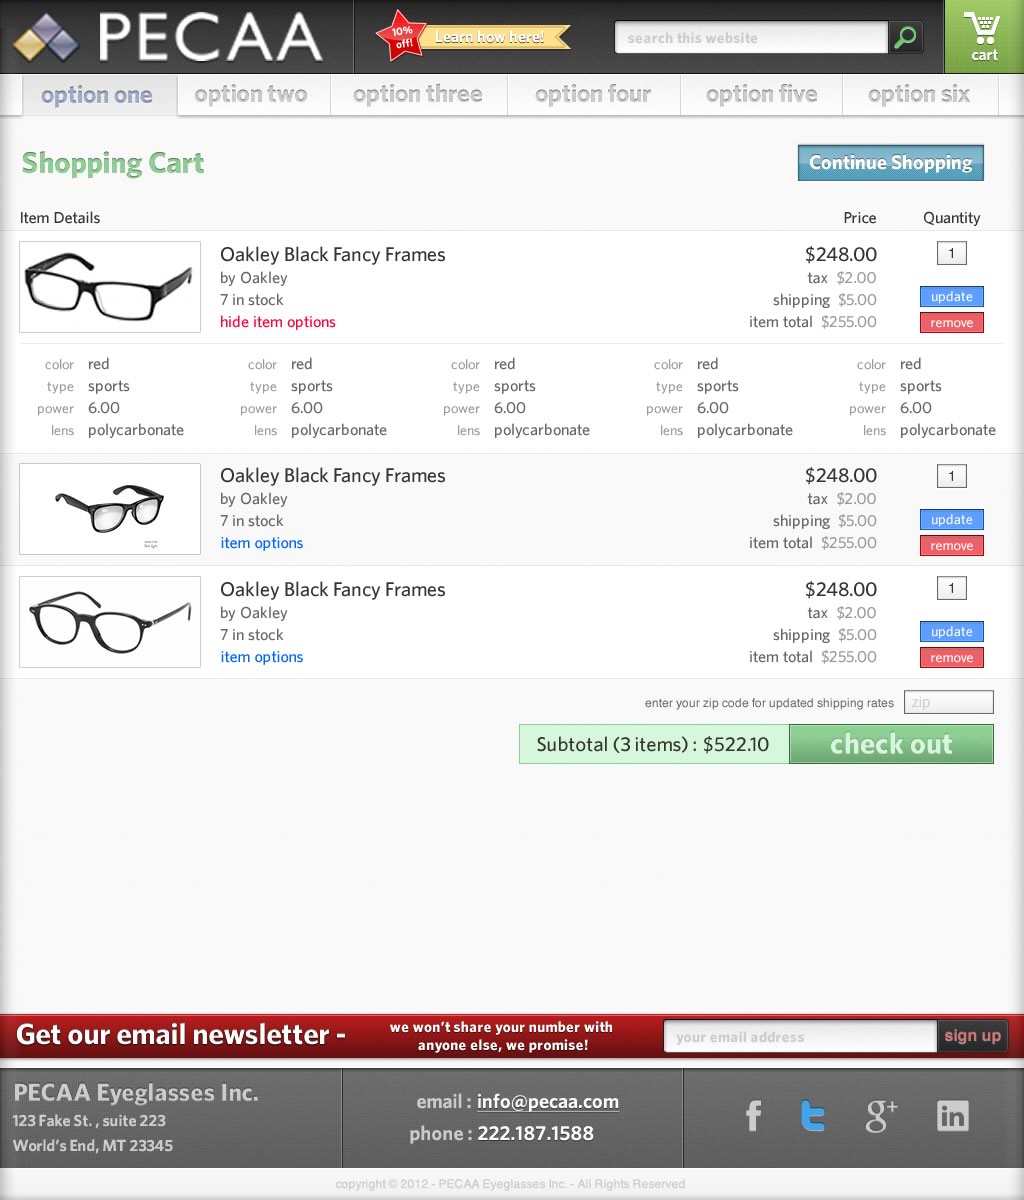 PECAA
10% off!
Learn how here!
search this website
cart
option one
option two
option three
option four
option five
option six
Shopping Cart
Continue Shopping
Item Details
Price
Quantity
Oakley Black Fancy Frames
$248.00
1
by Oakley
tax $2.00
7 in stock
shipping $5.00
update
hide item options
item total $255.00
remove
color red
color red
color red
color red
color red
type sports
type sports
type sports
type sports
type sports
power 6.00
power 6.00
power 6.00
power 6.00
power 6.00
lens polycarbonate
lens polycarbonate
lens polycarbonate
lens polycarbonate
lens polycarbonate
Oakley Black Fancy Frames
$248.00
1
by Oakley
tax $2.00
7 in stock
shipping $5.00
update
item options
item total $255.00
remove
Oakley Black Fancy Frames
$248.00
1
by Oakley
tax $2.00
7 in stock
shipping $5.00
update
item options
item total $255.00
remove
enter your zip code for updated shipping rates
zip
Subtotal (3 items) : $522.10
check out
Get our email newsletter -
we won't share your number with
anyone else, we promise!
your email address
sign up
PECAA Eyeglasses Inc.
123 Fake St. , suite 223
World's End, MT 23345
email : info@pecaa.com
phone : 222.187.1588
f
g+
in
copyright © 2012 - PECAA Eyeglasses Inc. - All Rights Reserved